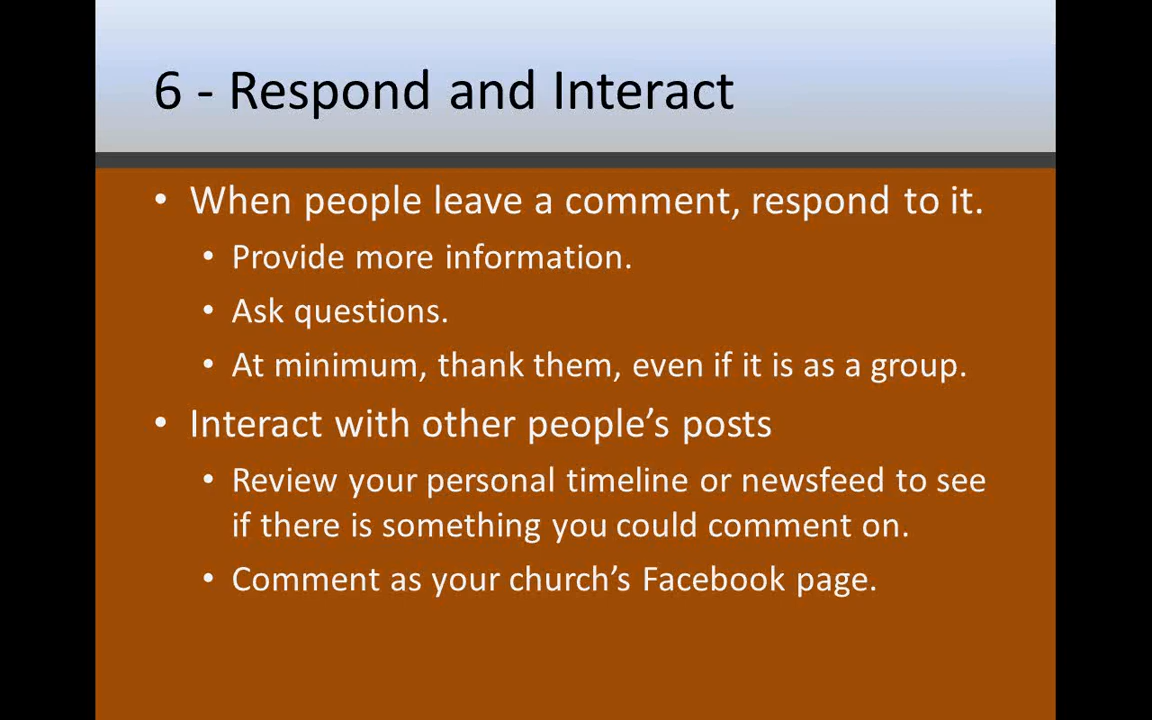 6 - Respond and Interact
• When people leave a comment, respond to it.
• Provide more information.
• Ask questions.
• At minimum, thank them, even if it is as a group.
• Interact with other people’s posts
• Review your personal timeline or newsfeed to see
if there is something you could comment on.
• Comment as your church’s Facebook page.